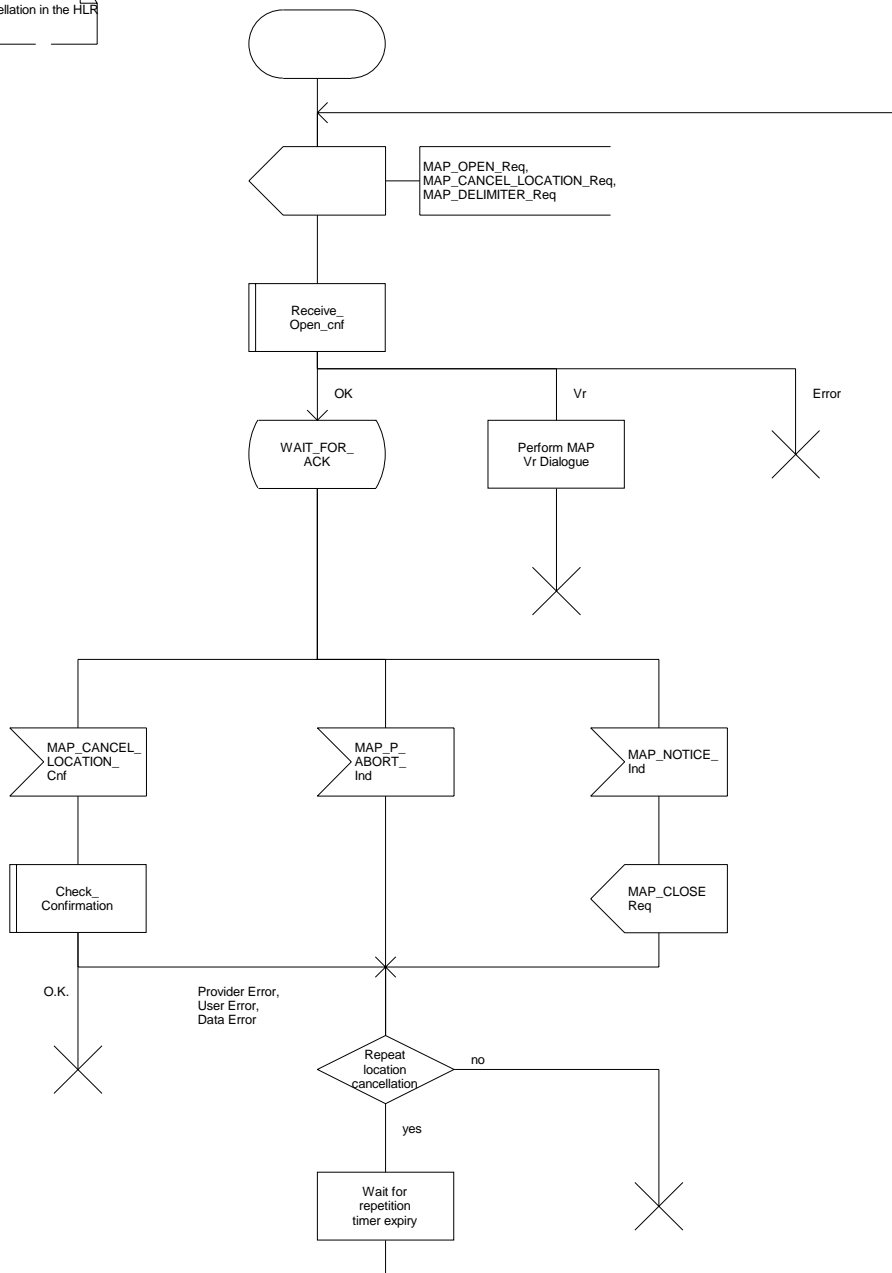 ellation in the HLR
MAP_OPEN_Req,
MAP_CANCEL_LOCATION_Req,
MAP_DELIMITER_Req
Receive_
Open_cnf
OK
Vr
Error
WAIT_FOR_
ACK
Perform MAP
Vr Dialogue
MAP_CANCEL_
LOCATION_
Cnf
MAP_P_
ABORT_
Ind
MAP_NOTICE_
Ind
Check_
Confirmation
MAP_CLOSE
Req
O.K.
Provider Error,
User Error,
Data Error
Repeat
location
cancellation
no
yes
Wait for
repetition
timer expiry